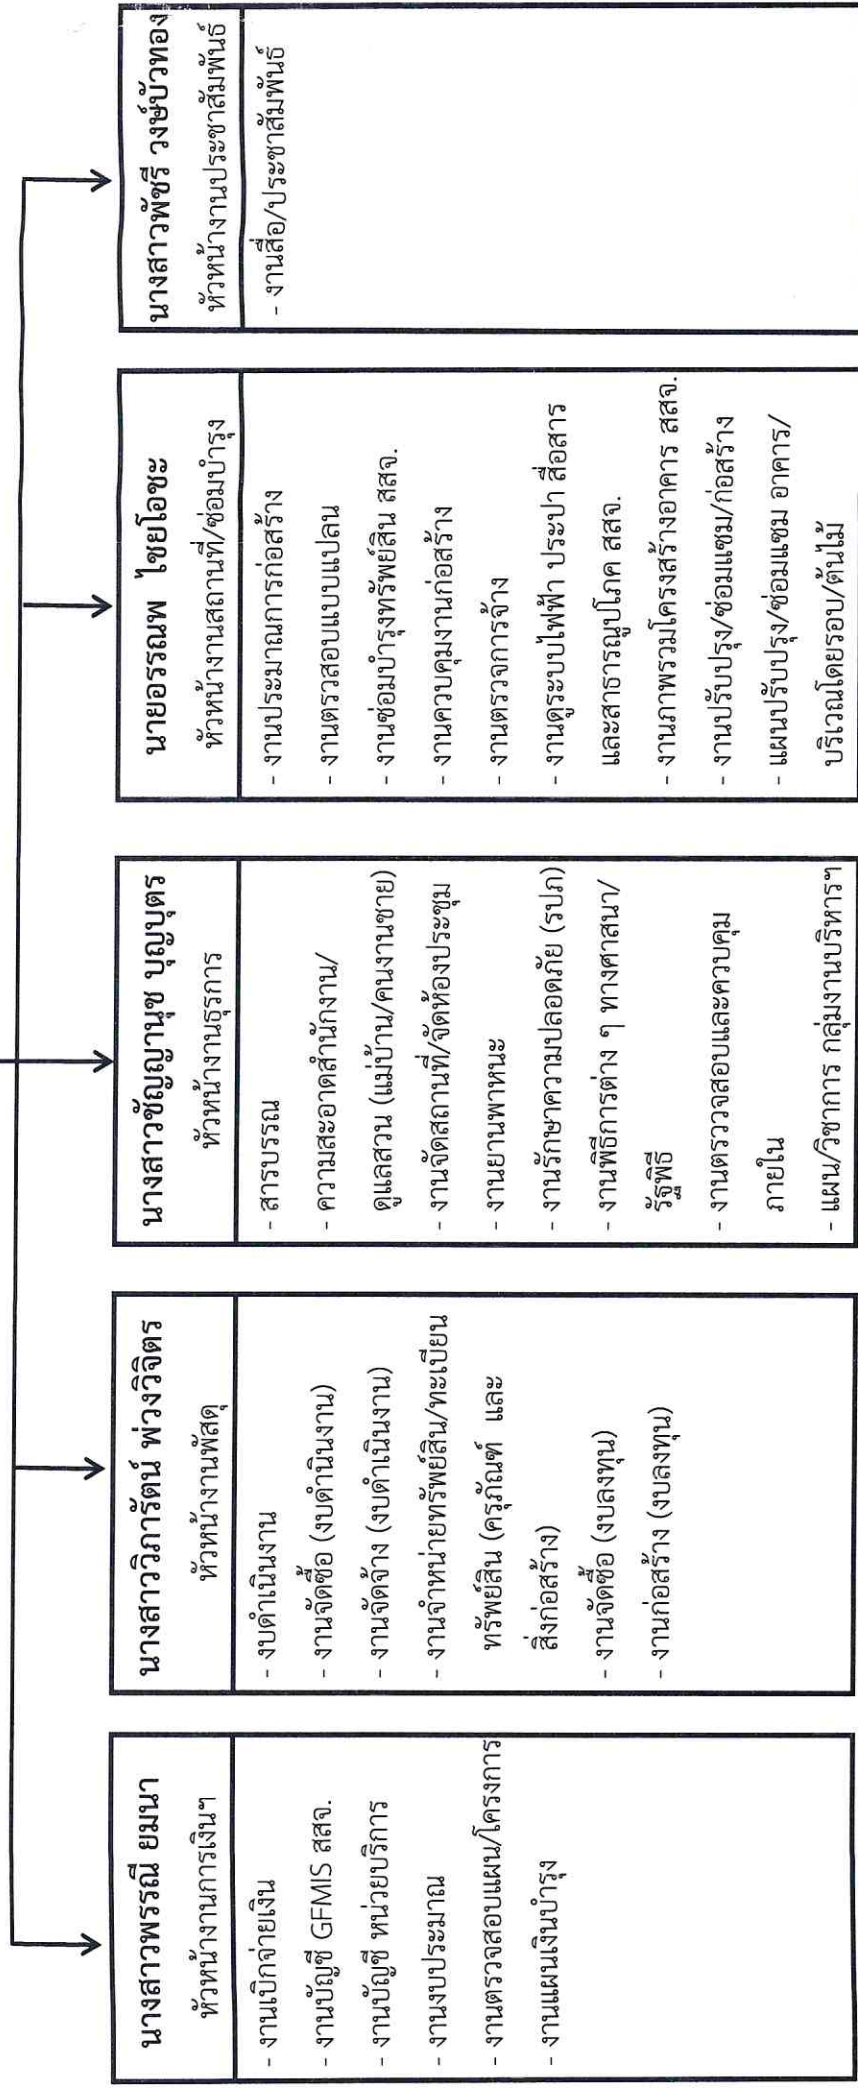 นางสาวพรรณี ยมนา
หัวหน้างานการเงินฯ
- งานเบิกจ่ายเงิน
- งานบัญชี GFMIS สสจ.
- งานบัญชี หน่วยบริการ
- งานงบประมาณ
- งานตรวจสอบแผน/โครงการ
- งานแผนเงินบำรุง
นางสาววิภารัตน์ พ่วงวิจิตร
หัวหน้างานพัสดุ
- งบดำเนินงาน
- งานจัดซื้อ (งบดำนินงาน)
- งานจัดจ้าง (งบดำเนินงาน)
- งานจำหน่ายทรัพย์สิน/ทะเบียน
ทรัพย์สิน (ครุภัณฑ์ และ
สิ่งก่อสร้าง)
- งานจัดซื้อ (งบลงทุน)
- งานก่อสร้าง (งบลงทุน)
นางสาวชัญญานุช บุญบุตร
หัวหน้างานธุรการ
- สารบรรณ
- ความสะอาดสำนักงาน/
ดูแลสวน (แม่บ้าน/คนงานชาย)
- งานจัดสถานที่/จัดห้องประชุม
- งานยานพาหนะ
- งานรักษาความปลอดภัย (รปภ)
- งานพิธีการต่าง ๆ ทางศาสนา/
รัฐพิธี
- งานตรววจสอบและควบคุม
ภายใน
- แผน/วิชาการ กลุ่มงานบริหารฯ
นายอรรณพ ไชยโอชะ
หัวหน้างานสถานที่/ซ่อมบำรุง
- งานประมาณการก่อสร้าง
- งานตรวสอบแบบแปลน
- งานซ่อมบำรุงทรัพย์สิน สสจ.
- งานควบคุมงานก่อสร้าง
- งานตรวจการจ้าง
- งานดูระบบไฟฟ้า ประปา สื่อสาร
และสาธารณูปโภค สสจ.
- งานภาพรวมโครงสร้างอาคาร สสจ.
- งานปรับปรุง/ซ่อมแซม/ก่อสร้าง
- แผนปรับปรุง/ซ่อมแซม อาคาร/
บริเวณโดยรอบ/ต้นไม้
นางสาวพัชรี วงษ์บัวทอง
หัวหน้างานประชาสัมพันธ์
- งานสื่อ/ประชาสัมพันธ์